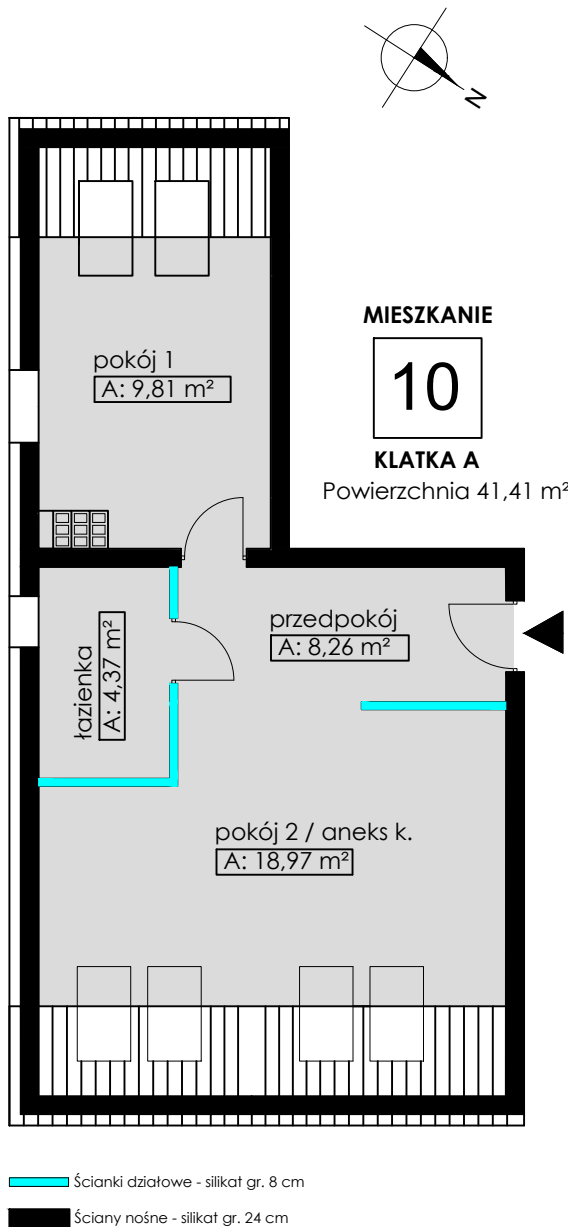 N
MIESZKANIE
10
KLATKA A
Powierzchnia 41,41 m²
pokój 1
A: 9,81 m²
przedpokój
A: 8,26 m²
łazienka
A: 4,37 m²
pokój 2 / aneks k.
A: 18,97 m²
Ścianki działowe - silikat gr. 8 cm
Ściany nośne - silikat gr. 24 cm